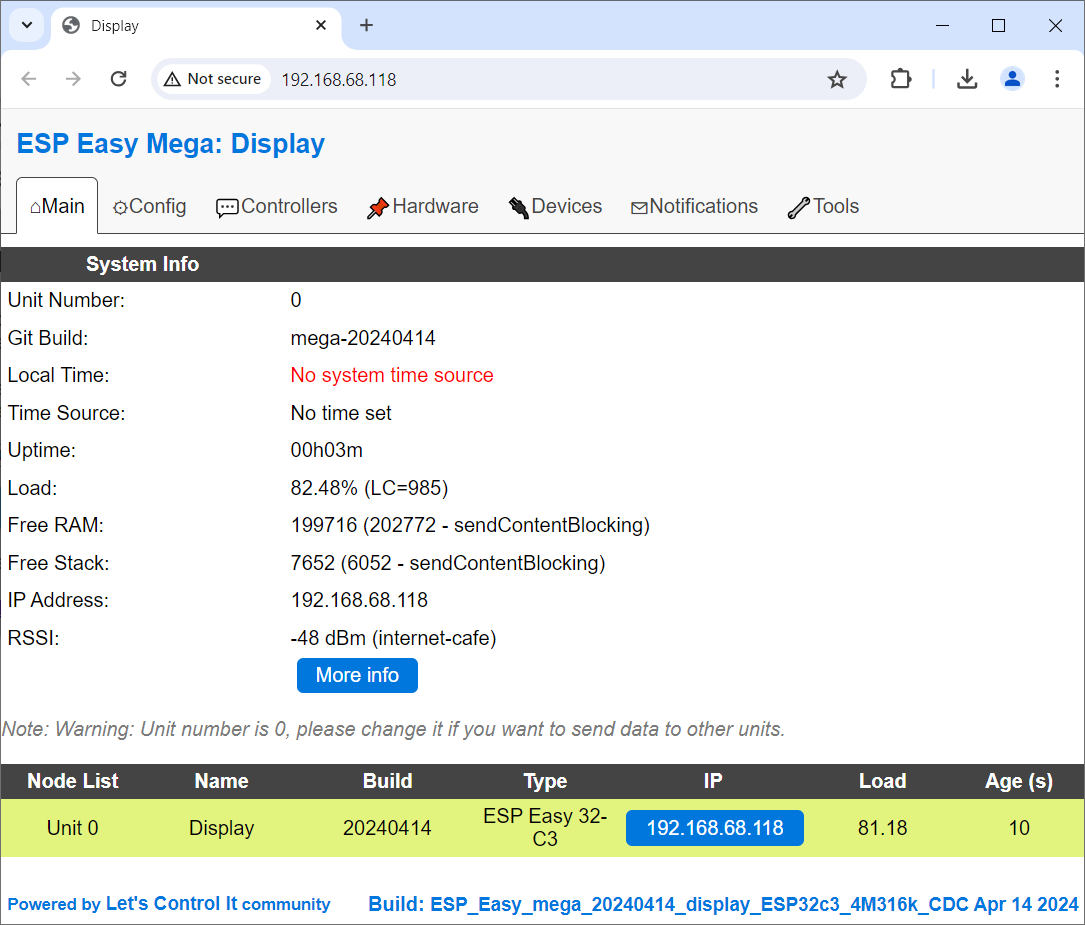 Display
Not secure 192.168.68.118
ESP Easy Mega: Display
Main Config Controllers Hardware Devices Notifications Tools
System Info
Unit Number: 0
Git Build: mega-20240414
Local Time: No system time source
Time Source: No time set
Uptime: 00h03m
Load: 82.48% (LC=985)
Free RAM: 199716 (202772 - sendContentBlocking)
Free Stack: 7652 (6052 - sendContentBlocking)
IP Address: 192.168.68.118
RSSI: -48 dBm (internet-cafe)
More info
Note: Warning: Unit number is 0, please change it if you want to send data to other units.
Node List Name Build Type IP Load Age (s)
Unit 0 Display 20240414 ESP Easy 32-C3 192.168.68.118 81.18 10
Powered by Let's Control It community Build: ESP_Easy_mega_20240414_display_ESP32c3_4M316k_CDC Apr 14 2024